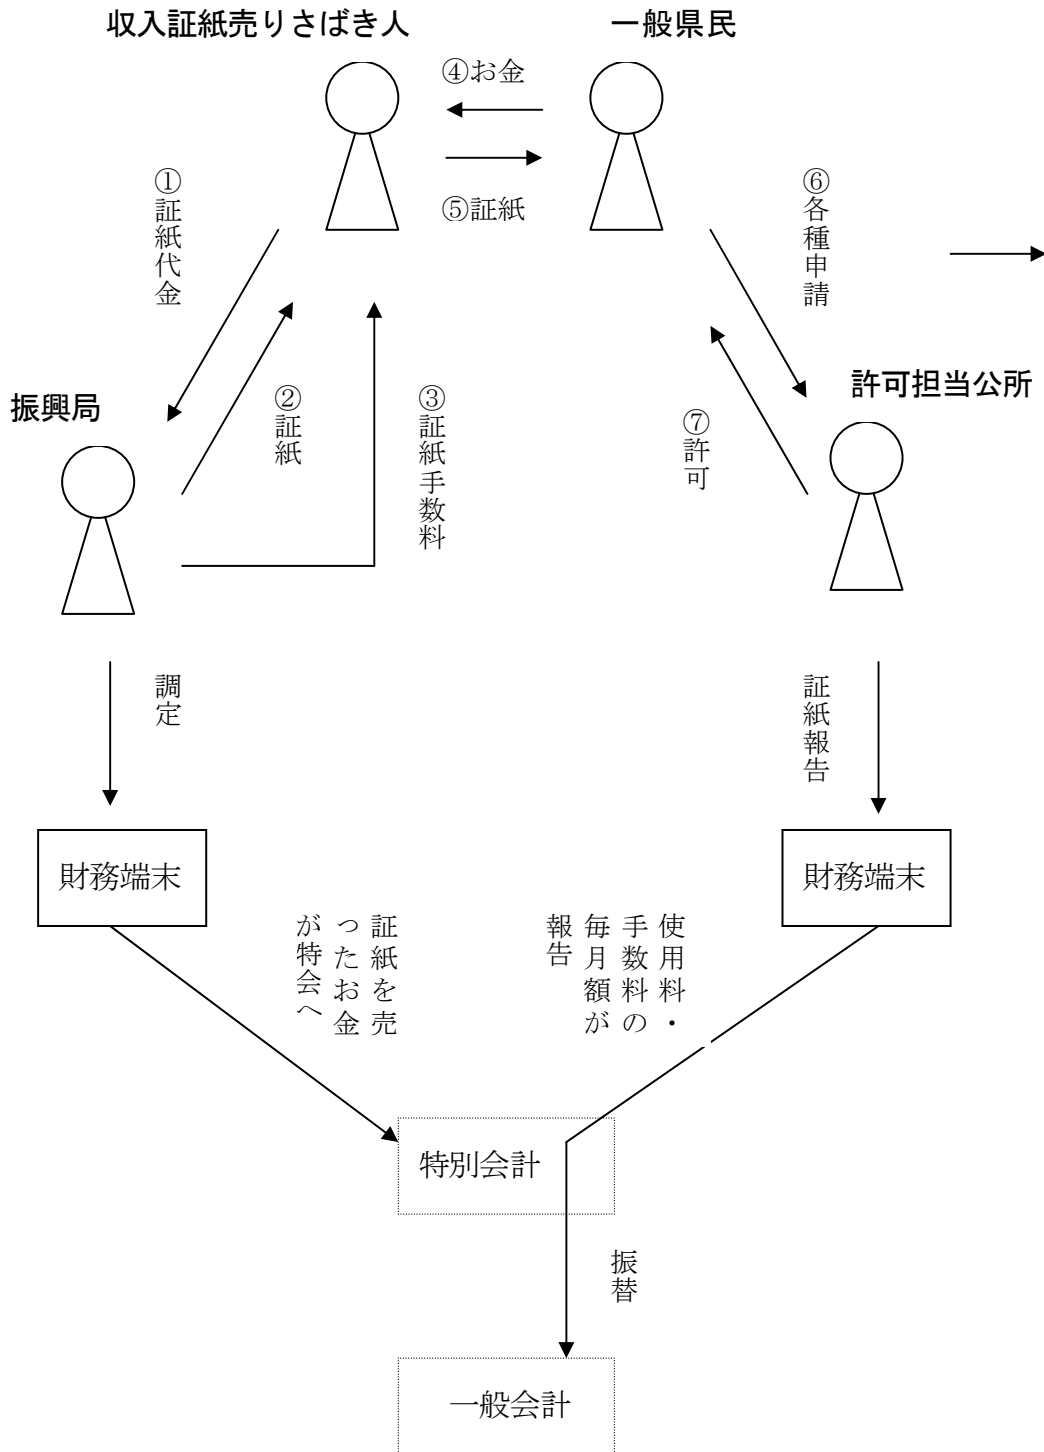 収入証紙売りさばき人
一般県民
④お金
⑤証紙
①証紙代金
②証紙
③証紙手数料
⑥各種申請
⑦許可
振興局
許可担当公所
調定
証紙報告
財務端末
財務端末
証紙を売
ったお金
が特会へ
使用料・
手数料の
毎月額が
報告
特別会計
振替
一般会計